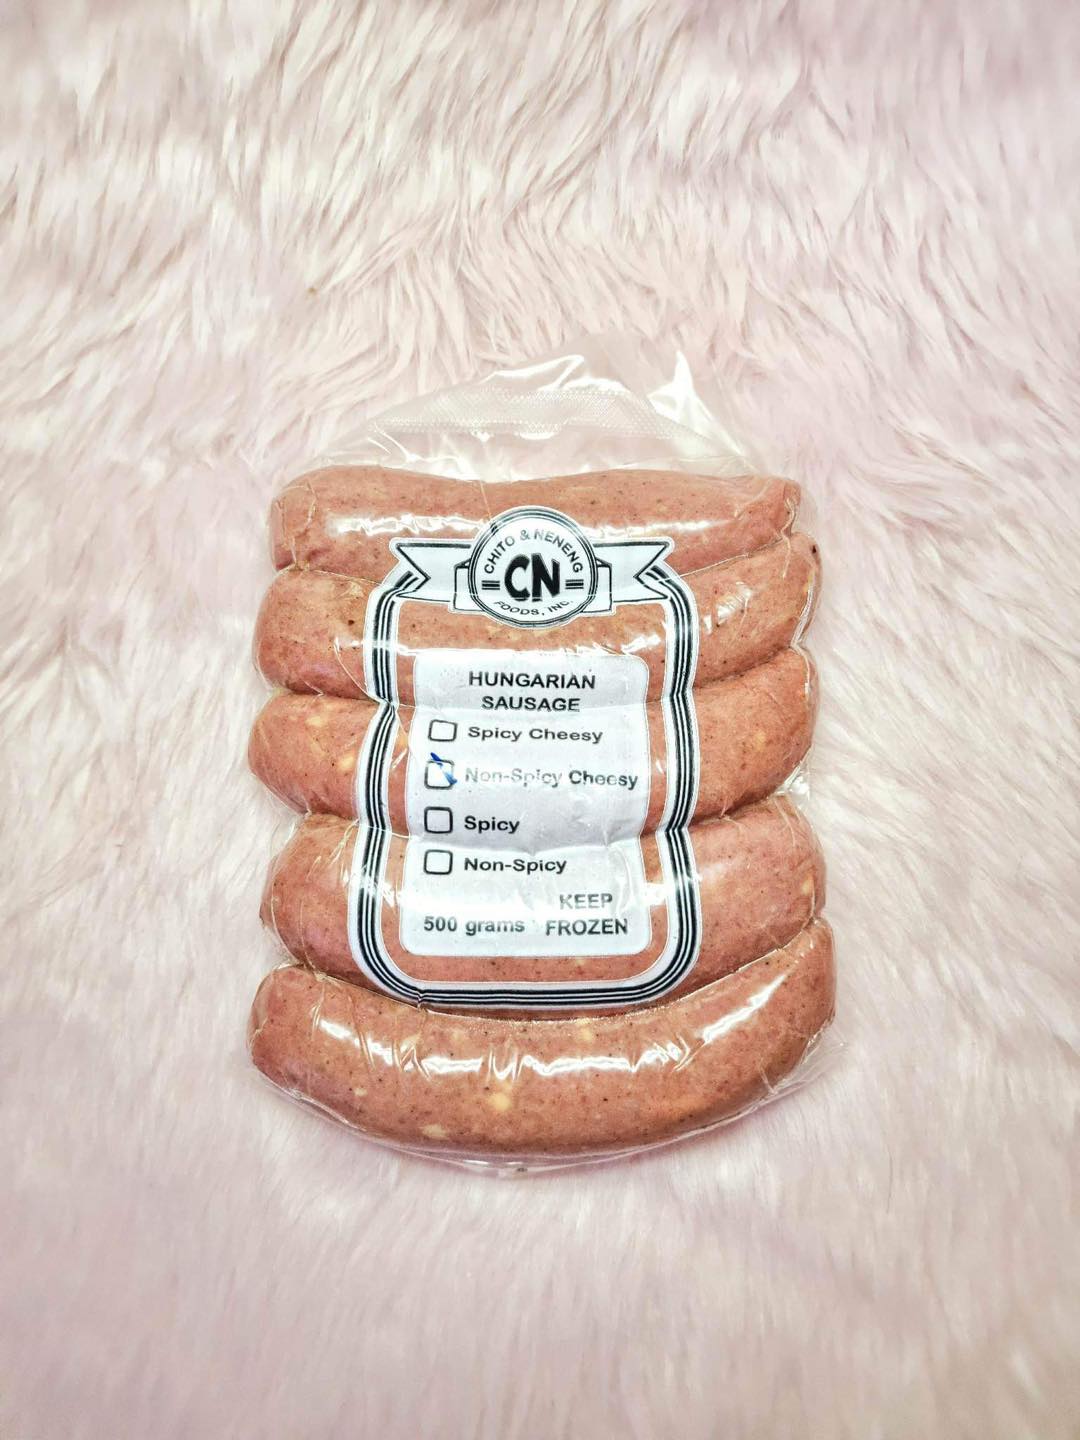 CHITO & NENENG
CN
FOODS, INC.
HUNGARIAN
SAUSAGE
Spicy Cheesy
Non-Spicy Cheesy
Spicy
Non-Spicy
500 grams KEEP
FROZEN